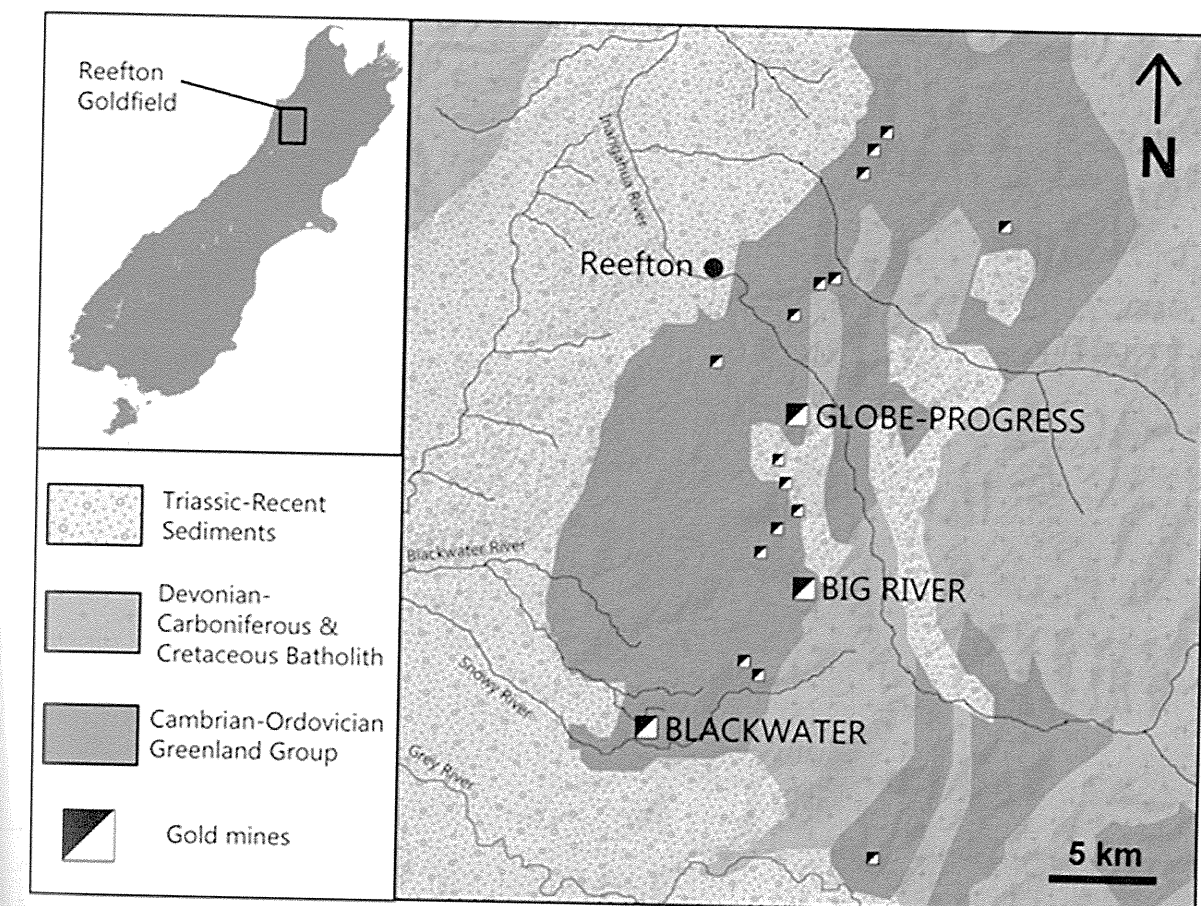 Reefton
Goldfield
Triassic-Recent
Sediments
Devonian-
Carboniferous &
Cretaceous Batholith
Cambrian-Ordovician
Greenland Group
Gold mines
N
Inangahua River
Reefton
GLOBE-PROGRESS
Blackwater River
BIG RIVER
Snowy River
BLACKWATER
Grey River
5 km